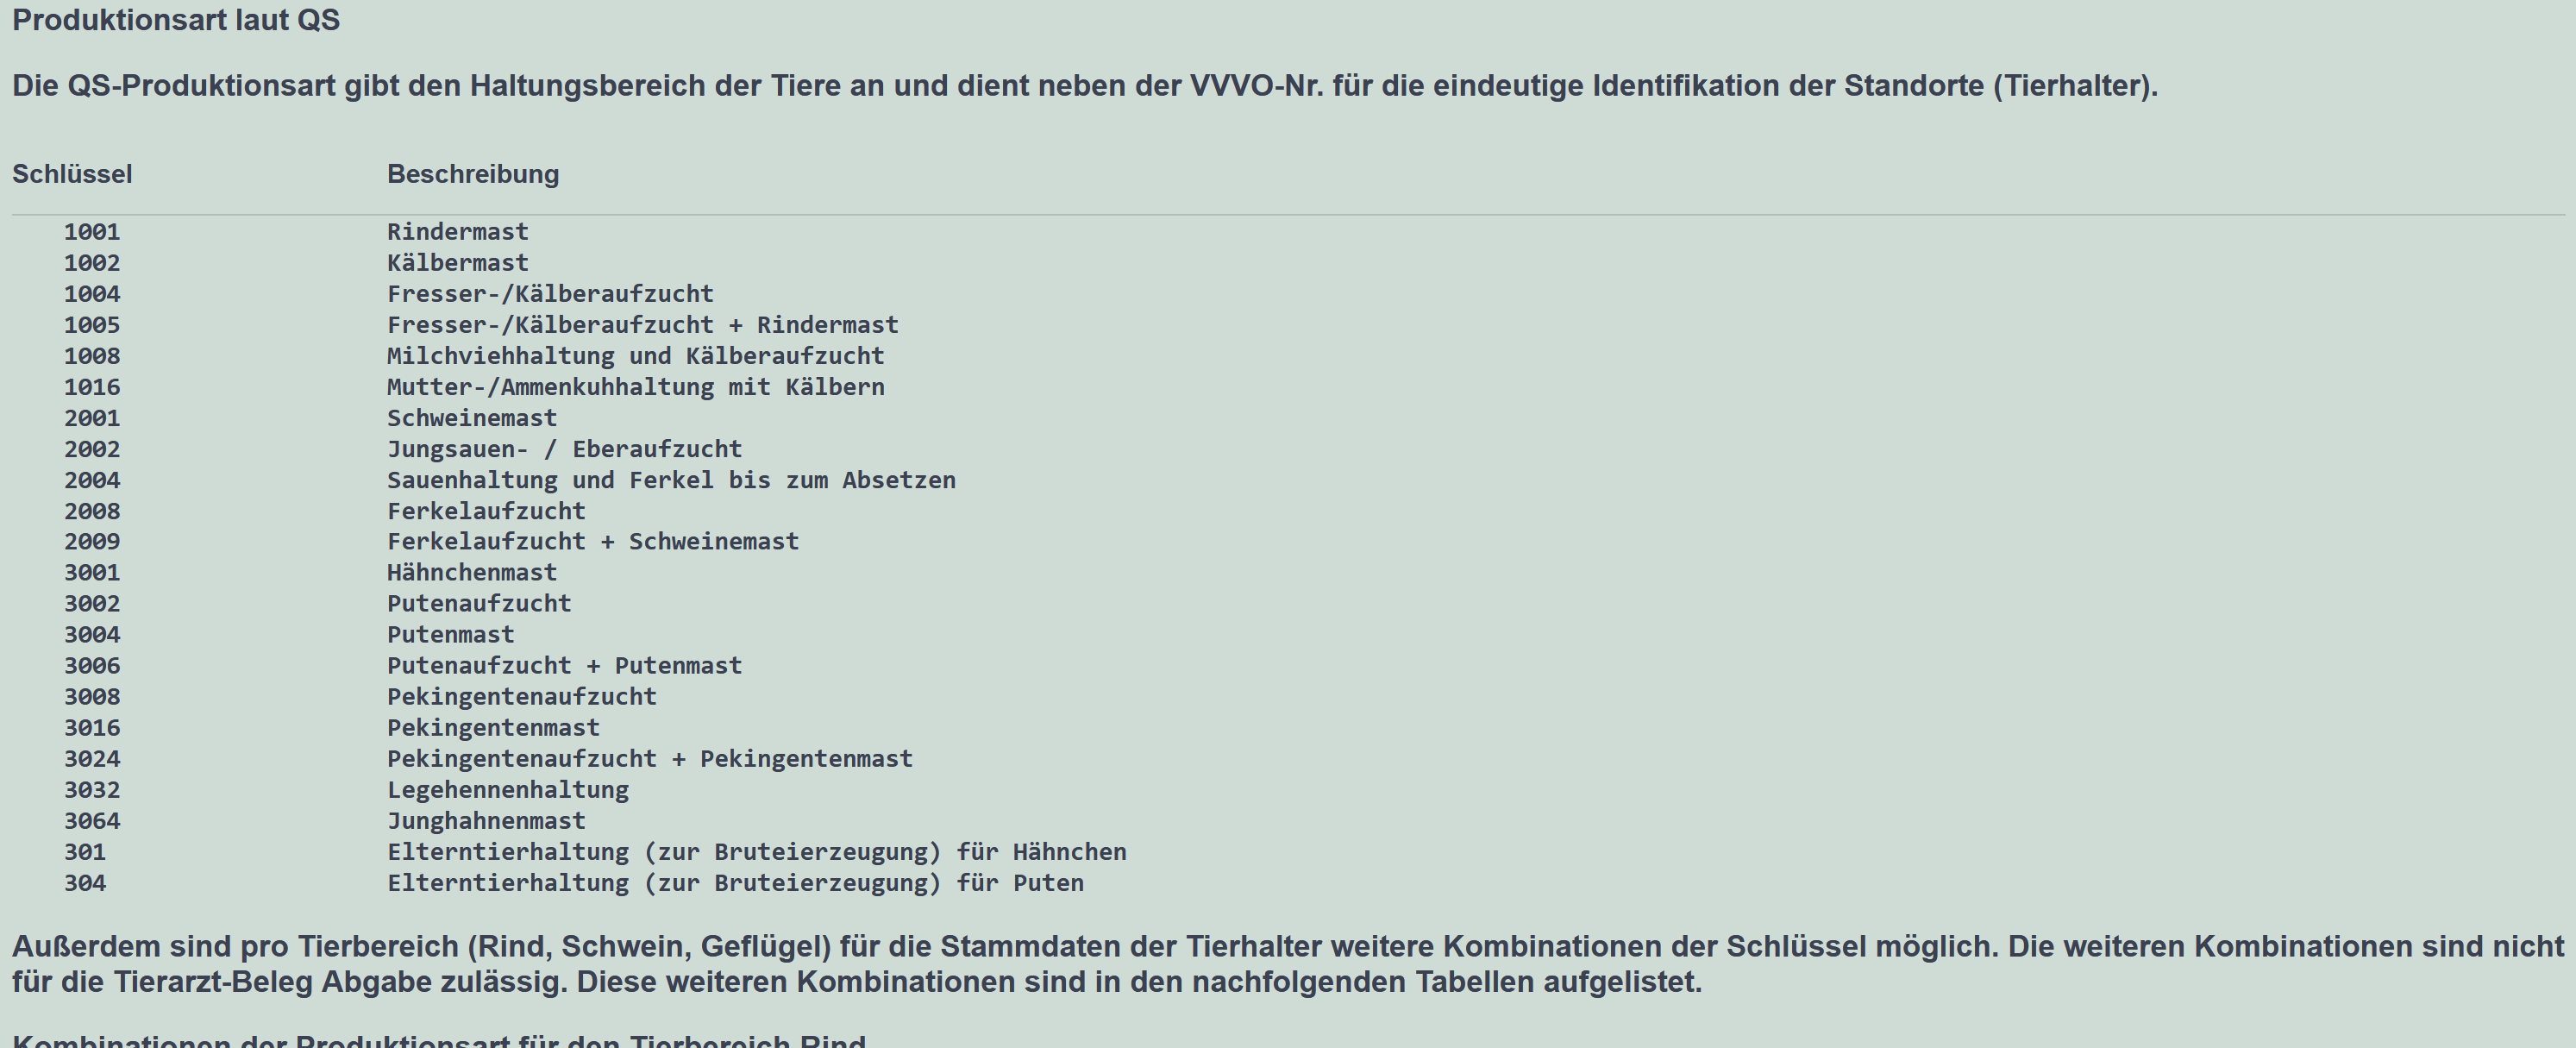 Produktionsart laut QS
Die QS-Produktionsart gibt den Haltungsbereich der Tiere an und dient neben der VVVO-Nr. für die eindeutige Identifikation der Standorte (Tierhalter).
Schlüssel Beschreibung
1001 Rindermast
1002 Kälbermast
1004 Fresser-/Kälberaufzucht
1005 Fresser-/Kälberaufzucht + Rindermast
1008 Milchviehhaltung und Kälberaufzucht
1016 Mutter-/Ammenkuhhaltung mit Kälbern
2001 Schweinemast
2002 Jungsauen- / Eberaufzucht
2004 Sauenhaltung und Ferkel bis zum Absetzen
2008 Ferkelaufzucht
2009 Ferkelaufzucht + Schweinemast
3001 Hähnchenmast
3002 Putenaufzucht
3004 Putenmast
3006 Putenaufzucht + Putenmast
3008 Pekingentenaufzucht
3016 Pekingentenmast
3024 Pekingentenaufzucht + Pekingentenmast
3032 Legehennenhaltung
3064 Junghahnenmast
301 Elterntierhaltung (zur Bruteierzeugung) für Hähnchen
304 Elterntierhaltung (zur Bruteierzeugung) für Puten
Außerdem sind pro Tierbereich (Rind, Schwein, Geflügel) für die Stammdaten der Tierhalter weitere Kombinationen der Schlüssel möglich. Die weiteren Kombinationen sind nicht
für die Tierarzt-Beleg Abgabe zulässig. Diese weiteren Kombinationen sind in den nachfolgenden Tabellen aufgelistet.
Kombinationen der Produktionsart für den Tierbereich Rind